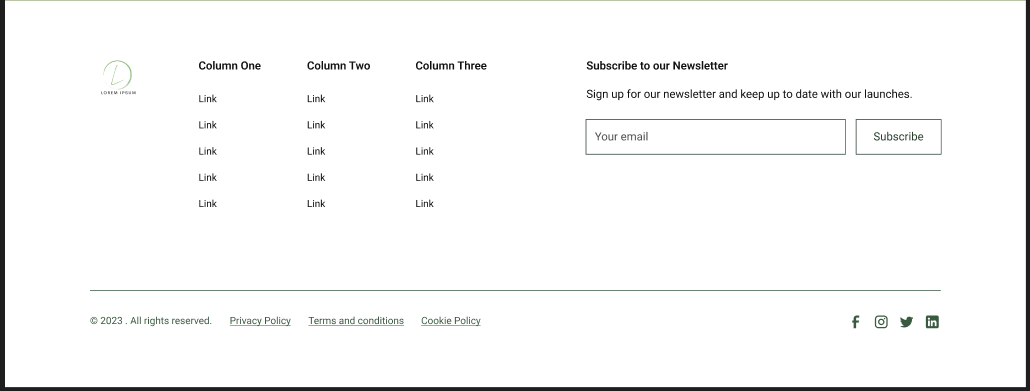 L
LOREM IPSUM
Column One
Link
Link
Link
Link
Link
Column Two
Link
Link
Link
Link
Link
Column Three
Link
Link
Link
Link
Link
Subscribe to our Newsletter
Sign up for our newsletter and keep up to date with our launches.
Your email
Subscribe
© 2023 . All rights reserved.
Privacy Policy
Terms and conditions
Cookie Policy